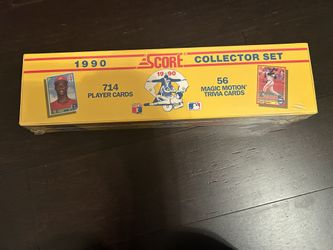 1990 SCORE COLLECTOR SET
1990
714
PLAYER CARDS
56
MAGIC MOTION
TRIVIA CARDS